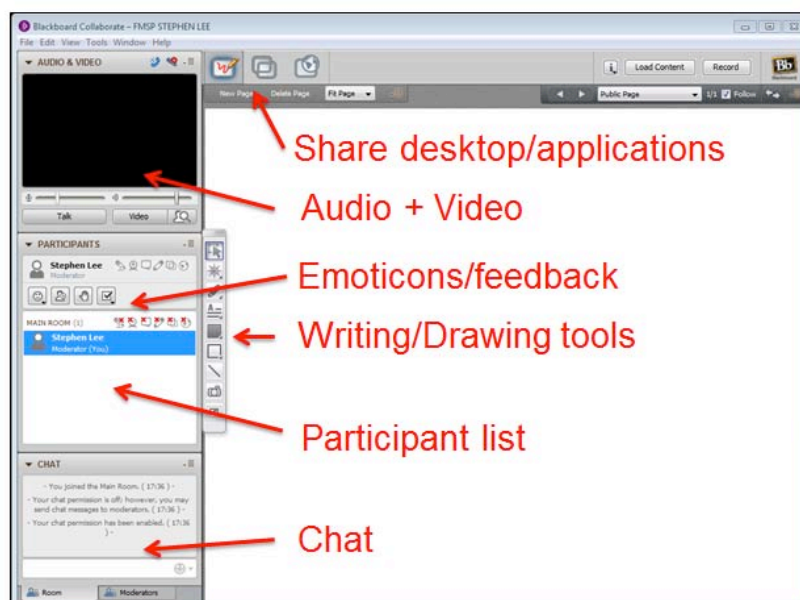 Blackboard Collaborate – FMSP STEPHEN LEE
File Edit View Tools Window Help
AUDIO & VIDEO
Load Content
Record
Bb
New Page
Delete Page
Fit Page
Public Page
1/1
Follow
Share desktop/applications
Audio + Video
Talk
Video
PARTICIPANTS
Stephen Lee
Moderator
Emoticons/feedback
MAIN ROOM (1)
Stephen Lee
Moderator (You)
Writing/Drawing tools
Participant list
CHAT
- You joined the Main Room. ( 17:36 ) -
- Your chat permission is off; however, you may
send chat messages to moderators. ( 17:36 ) -
- Your chat permission has been enabled. ( 17:36
) -
Chat
Room
Moderators